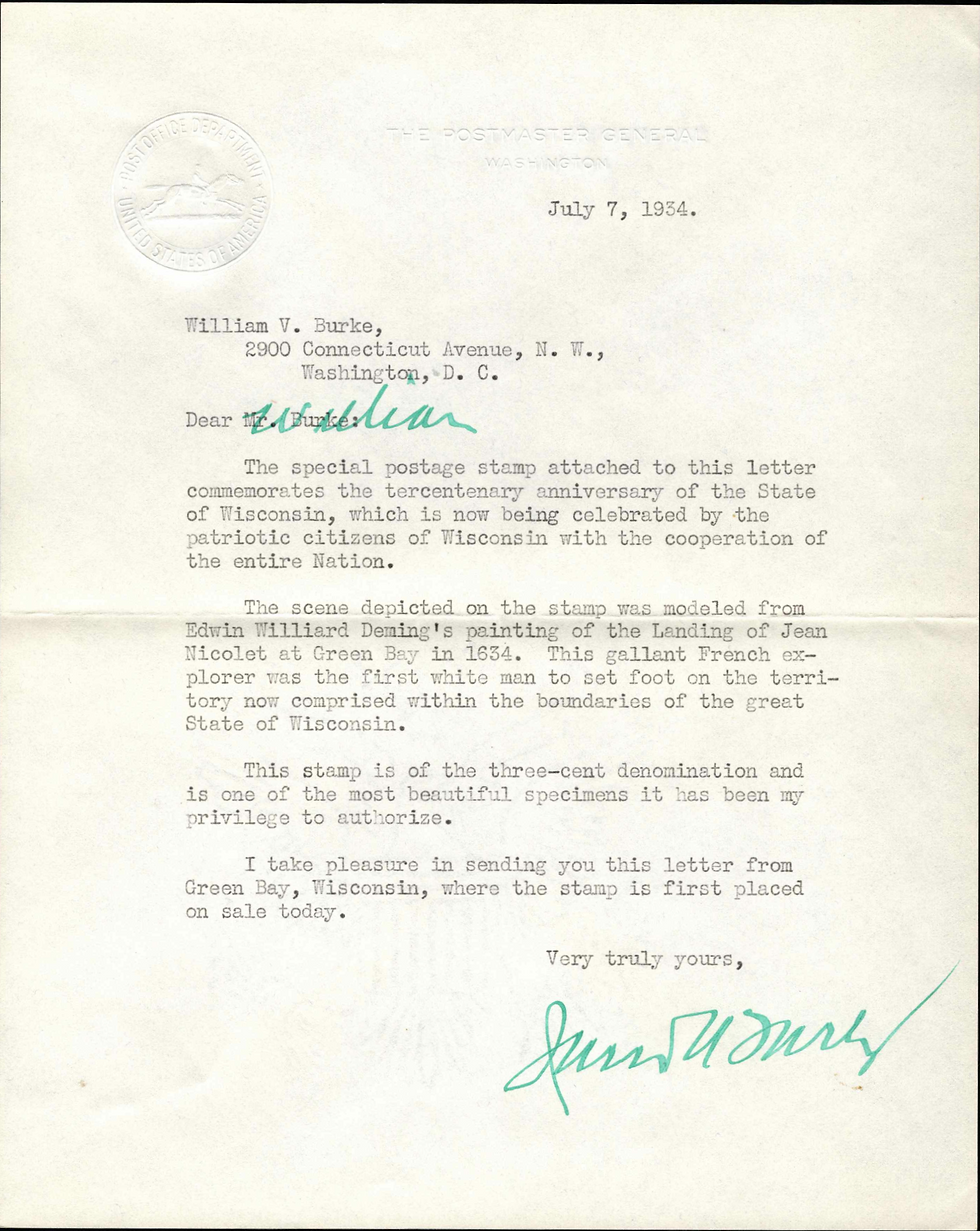 POST OFFICE DEPARTMENT
UNITED STATES OF AMERICA
THE POSTMASTER GENERAL
WASHINGTON
July 7, 1934.
William V. Burke,
2900 Connecticut Avenue, N. W.,
Washington, D. C.
Dear Mr. Burke:
William
The special postage stamp attached to this letter
commemorates the tercentenary anniversary of the State
of Wisconsin, which is now being celebrated by the
patriotic citizens of Wisconsin with the cooperation of
the entire Nation.
The scene depicted on the stamp was modeled from
Edwin Williard Deming's painting of the Landing of Jean
Nicolet at Green Bay in 1634. This gallant French ex-
plorer was the first white man to set foot on the terri-
tory now comprised within the boundaries of the great
State of Wisconsin.
This stamp is of the three-cent denomination and
is one of the most beautiful specimens it has been my
privilege to authorize.
I take pleasure in sending you this letter from
Green Bay, Wisconsin, where the stamp is first placed
on sale today.
Very truly yours,